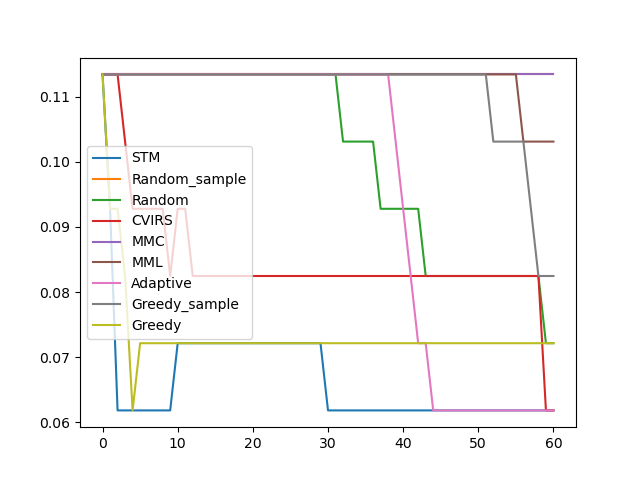 0.11
0.10
0.09
0.08
0.07
0.06
STM
Random_sample
Random
CVIRS
MMC
MML
Adaptive
Greedy_sample
Greedy
0 10 20 30 40 50 60